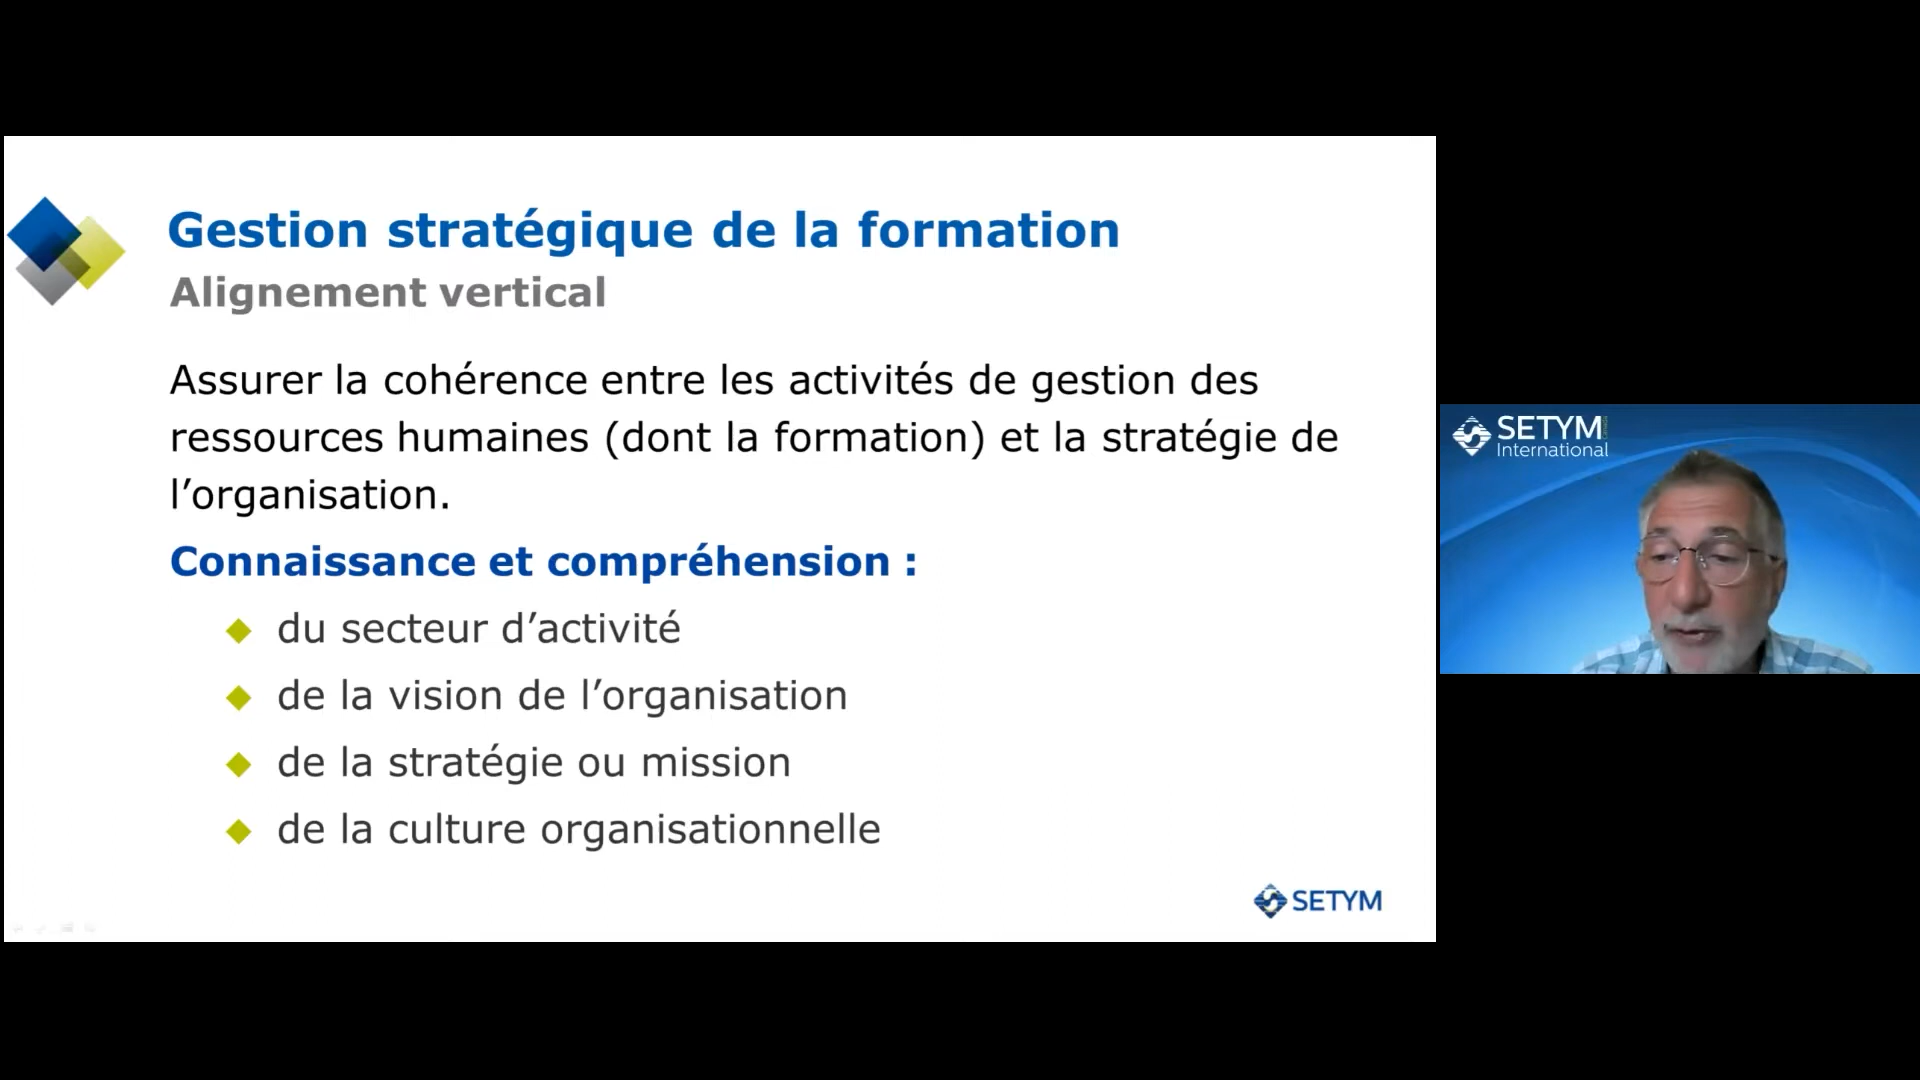 Gestion stratégique de la formation
Alignement vertical
Assurer la cohérence entre les activités de gestion des
ressources humaines (dont la formation) et la stratégie de
l’organisation.
Connaissance et compréhension :
du secteur d’activité
de la vision de l’organisation
de la stratégie ou mission
de la culture organisationnelle
SETYM
SETYM
International